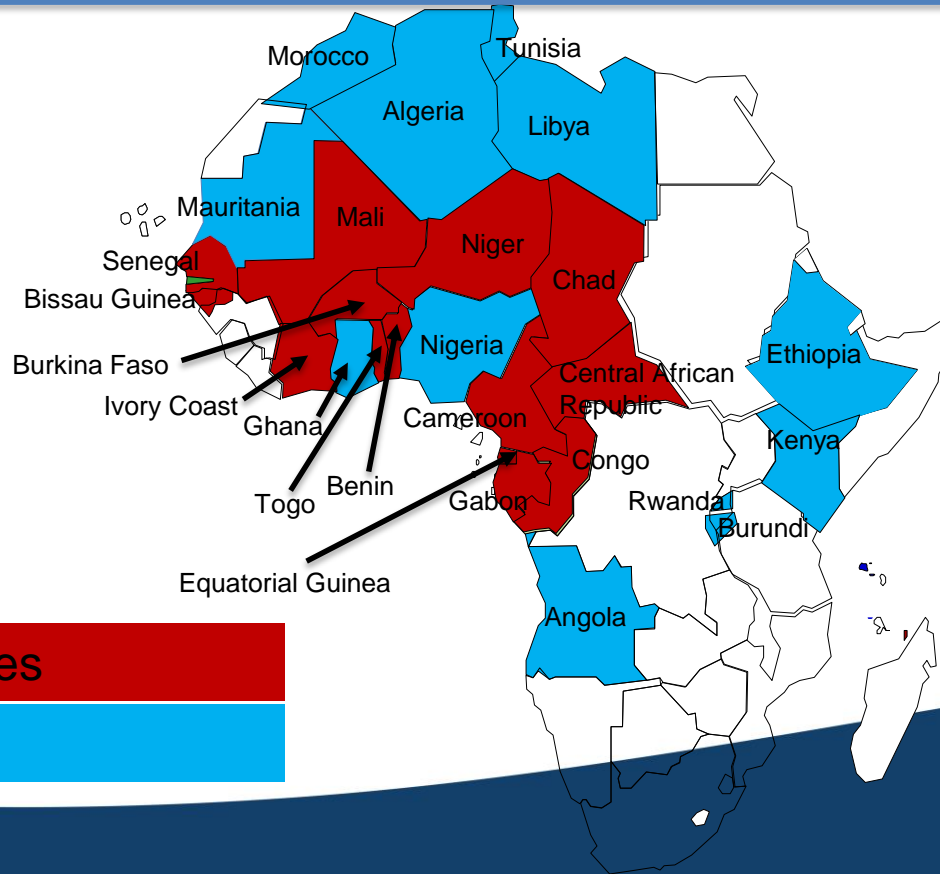 Tunisia
Morocco
Algeria
Libya
Mauritania
Mali
Niger
Senegal
Chad
Bissau Guinea
Nigeria
Ethiopia
Burkina Faso
Central African
Republic
Ivory Coast
Ghana
Cameroon
Kenya
Congo
Togo
Benin
Gabon
Rwanda
Burundi
Equatorial Guinea
Angola
es